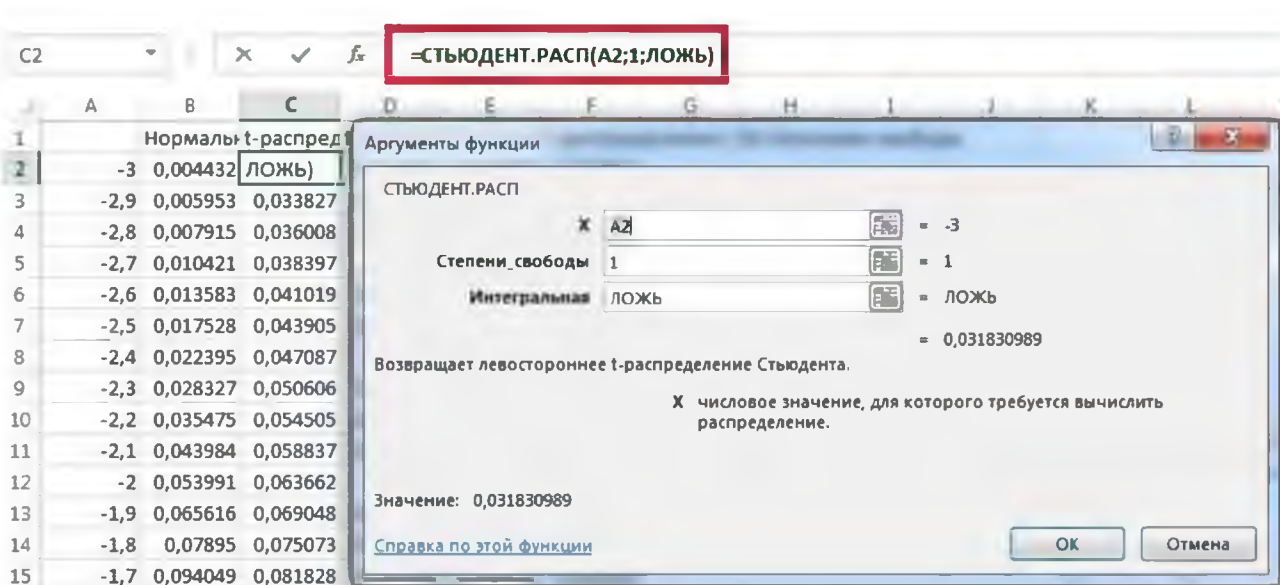 C2 fx =СТЬЮДЕНТ.РАСП(A2;1;ЛОЖЬ)
A B C D E F G H I J K L
1 Нормальн t-распред
2 -3 0,004432 ЛОЖЬ)
3 -2,9 0,005953 0,033827
4 -2,8 0,007915 0,036008
5 -2,7 0,010421 0,038397
6 -2,6 0,013583 0,041019
7 -2,5 0,017528 0,043905
8 -2,4 0,022395 0,047087
9 -2,3 0,028327 0,050606
10 -2,2 0,035475 0,054505
11 -2,1 0,043984 0,058837
12 -2 0,053991 0,063662
13 -1,9 0,065616 0,069048
14 -1,8 0,07895 0,075073
15 -1,7 0,094049 0,081828
Аргументы функции
СТЬЮДЕНТ.РАСП
X A2 = -3
Степени_свободы 1 = 1
Интегральная ЛОЖЬ = ЛОЖЬ
= 0,031830989
Возвращает левостороннее t-распределение Стьюдента.
X числовое значение, для которого требуется вычислить
распределение.
Значение: 0,031830989
Справка по этой функции
ОК Отмена